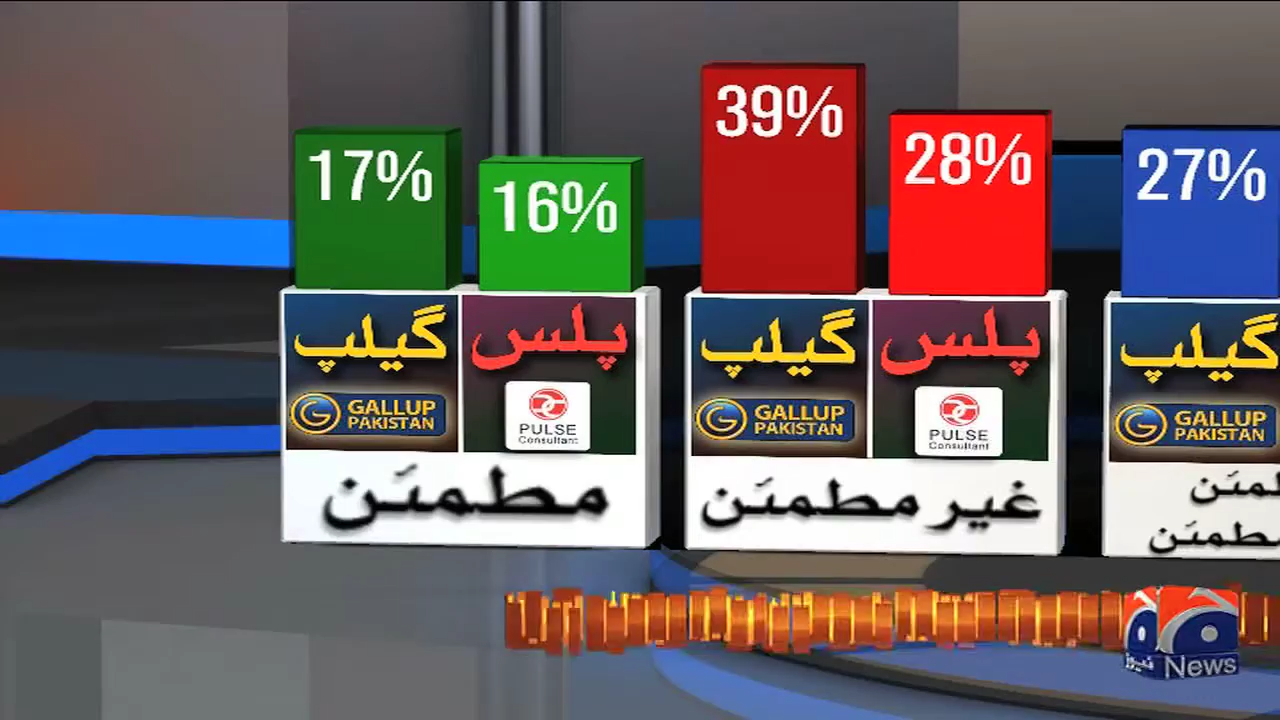 17%
16%
39%
28%
27%
گیلپ
پلس
گیلپ
پلس
گیلپ
GALLUP
PAKISTAN
PULSE
Consultant
GALLUP
PAKISTAN
PULSE
Consultant
GALLUP
PAKISTAN
مطمئن
غیر مطمئن
نیوز News